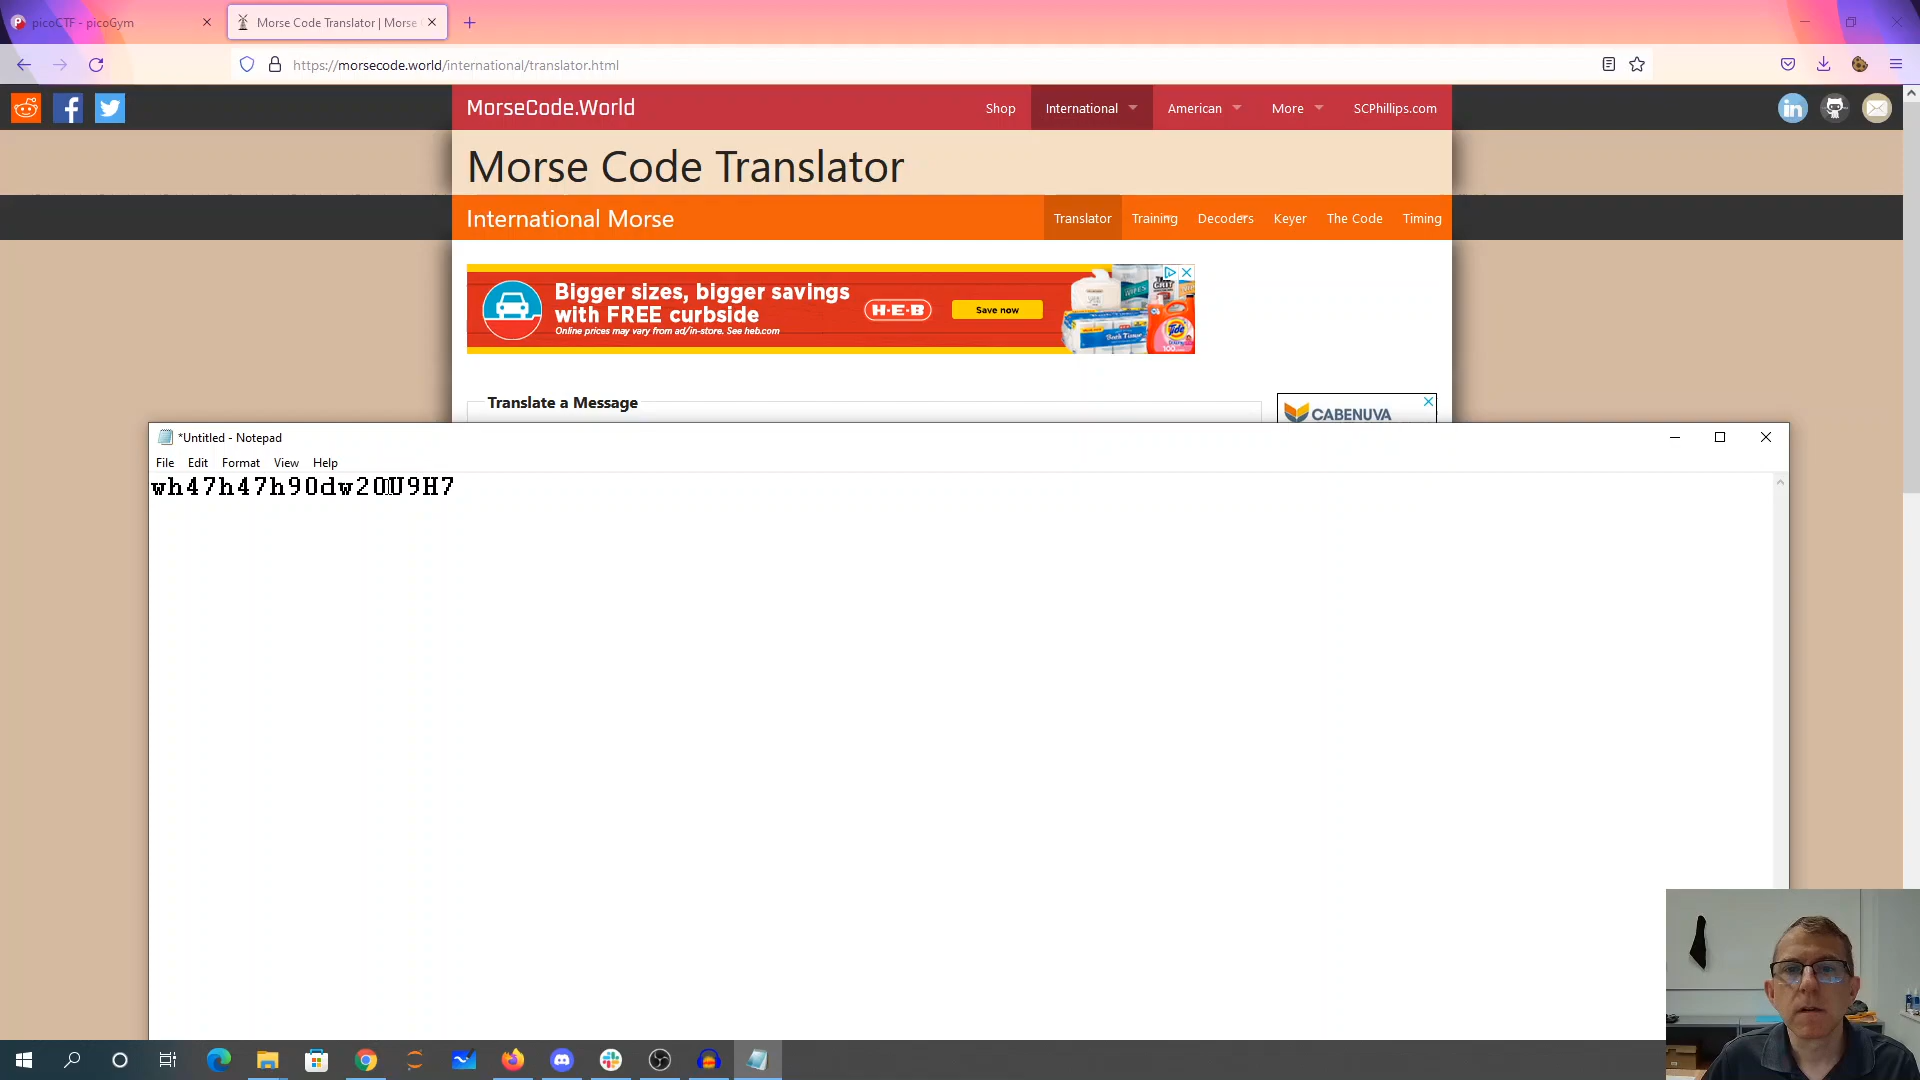 picoCTF - picoGym
Morse Code Translator | Morse
https://morsecode.world/international/translator.html
MorseCode.World
Shop
International
American
More
SCPhillips.com
Morse Code Translator
International Morse
Translator
Training
Decoders
Keyer
The Code
Timing
Bigger sizes, bigger savings
with FREE curbside
Online prices may vary from ad/in-store. See heb.com
H-E-B
Save now
Tide
Translate a Message
CABENUVA
*Untitled - Notepad
File
Edit
Format
View
Help
wh47h47h90dw20U9H7